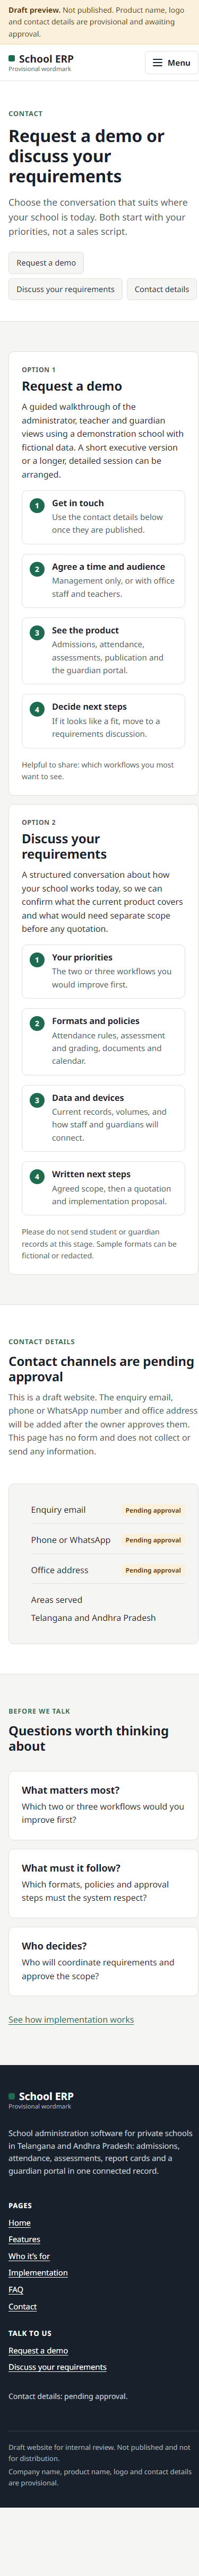 Draft preview. Not published. Product name, logo
and contact details are provisional and awaiting
approval.
School ERP
Provisional wordmark
Menu
CONTACT
Request a demo or
discuss your
requirements
Choose the conversation that suits where
your school is today. Both start with your
priorities, not a sales script.
Request a demo
Discuss your requirements
Contact details
OPTION 1
Request a demo
A guided walkthrough of the
administrator, teacher and guardian
views using a demonstration school with
fictional data. A short executive version
or a longer, detailed session can be
arranged.
1
Get in touch
Use the contact details below
once they are published.
2
Agree a time and audience
Management only, or with office
staff and teachers.
3
See the product
Admissions, attendance,
assessments, publication and
the guardian portal.
4
Decide next steps
If it looks like a fit, move to a
requirements discussion.
Helpful to share: which workflows you most
want to see.
OPTION 2
Discuss your
requirements
A structured conversation about how
your school works today, so we can
confirm what the current product covers
and what would need separate scope
before any quotation.
1
Your priorities
The two or three workflows you
would improve first.
2
Formats and policies
Attendance rules, assessment
and grading, documents and
calendar.
3
Data and devices
Current records, volumes, and
how staff and guardians will
connect.
4
Written next steps
Agreed scope, then a quotation
and implementation proposal.
Please do not send student or guardian
records at this stage. Sample formats can be
fictional or redacted.
CONTACT DETAILS
Contact channels are pending
approval
This is a draft website. The enquiry email,
phone or WhatsApp number and office address
will be added after the owner approves them.
This page has no form and does not collect or
send any information.
Enquiry email
Pending approval
Phone or WhatsApp
Pending approval
Office address
Pending approval
Areas served
Telangana and Andhra Pradesh
BEFORE WE TALK
Questions worth thinking
about
What matters most?
Which two or three workflows would you
improve first?
What must it follow?
Which formats, policies and approval
steps must the system respect?
Who decides?
Who will coordinate requirements and
approve the scope?
See how implementation works
School ERP
Provisional wordmark
School administration software for private schools
in Telangana and Andhra Pradesh: admissions,
attendance, assessments, report cards and a
guardian portal in one connected record.
PAGES
Home
Features
Who it's for
Implementation
FAQ
Contact
TALK TO US
Request a demo
Discuss your requirements
Contact details: pending approval.
Draft website for internal review. Not published and not
for distribution.
Company name, product name, logo and contact details
are provisional.